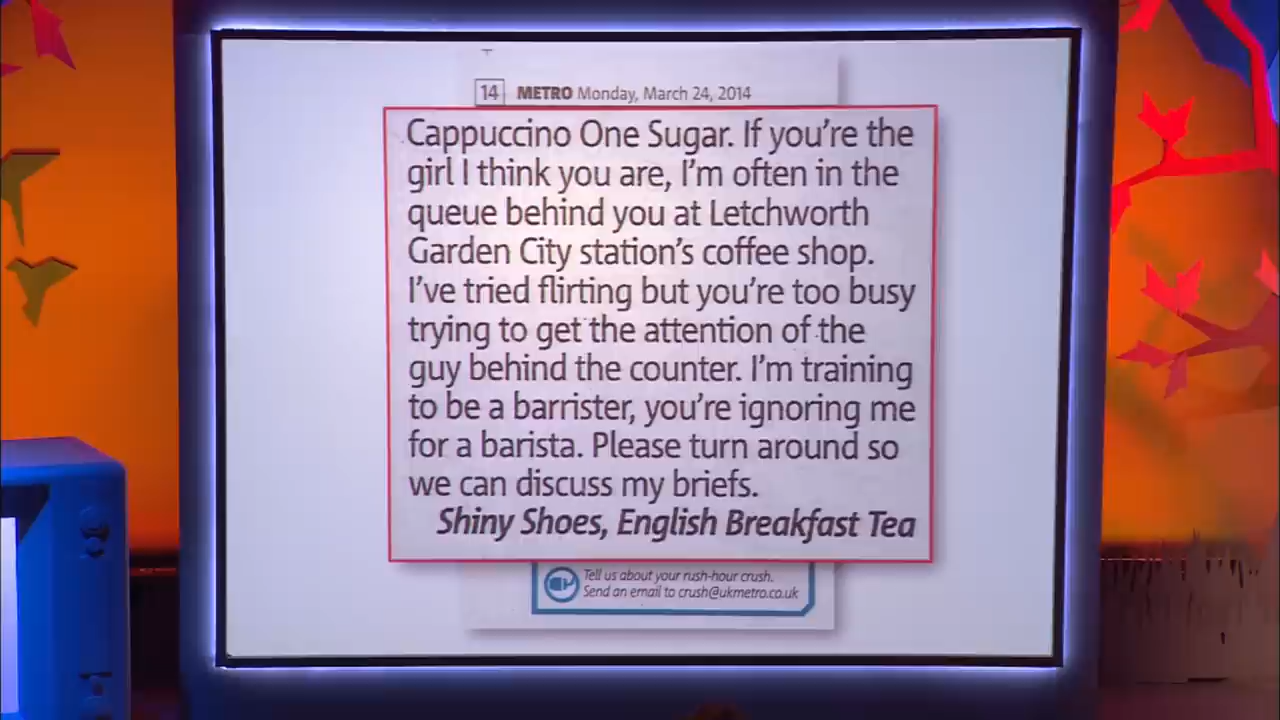 14 METRO Monday, March 24, 2014
Cappuccino One Sugar. If you're the
girl I think you are, I'm often in the
queue behind you at Letchworth
Garden City station's coffee shop.
I've tried flirting but you're too busy
trying to get the attention of the
guy behind the counter. I'm training
to be a barrister, you're ignoring me
for a barista. Please turn around so
we can discuss my briefs.
Shiny Shoes, English Breakfast Tea
Tell us about your rush-hour crush.
Send an email to crush@ukmetro.co.uk